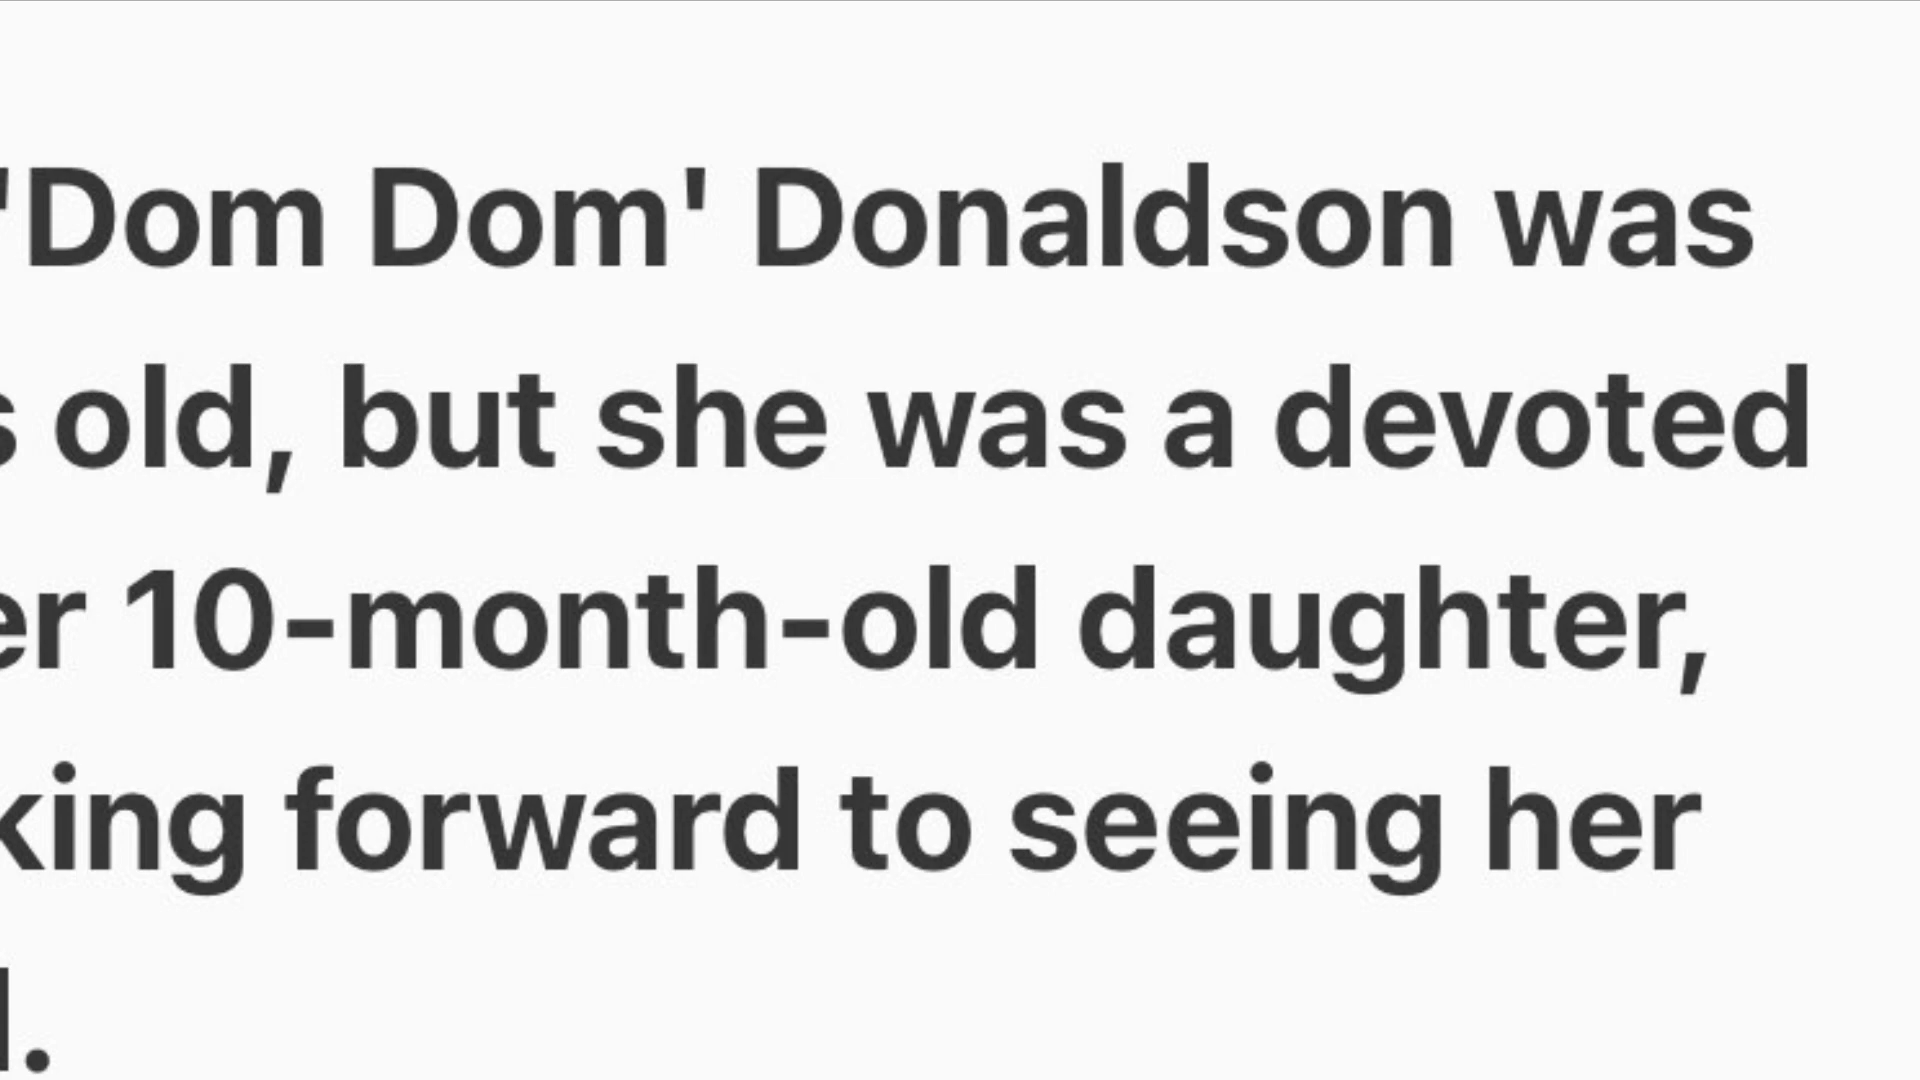 'Dom Dom' Donaldson was
old, but she was a devoted
10-month-old daughter,
forward to seeing her